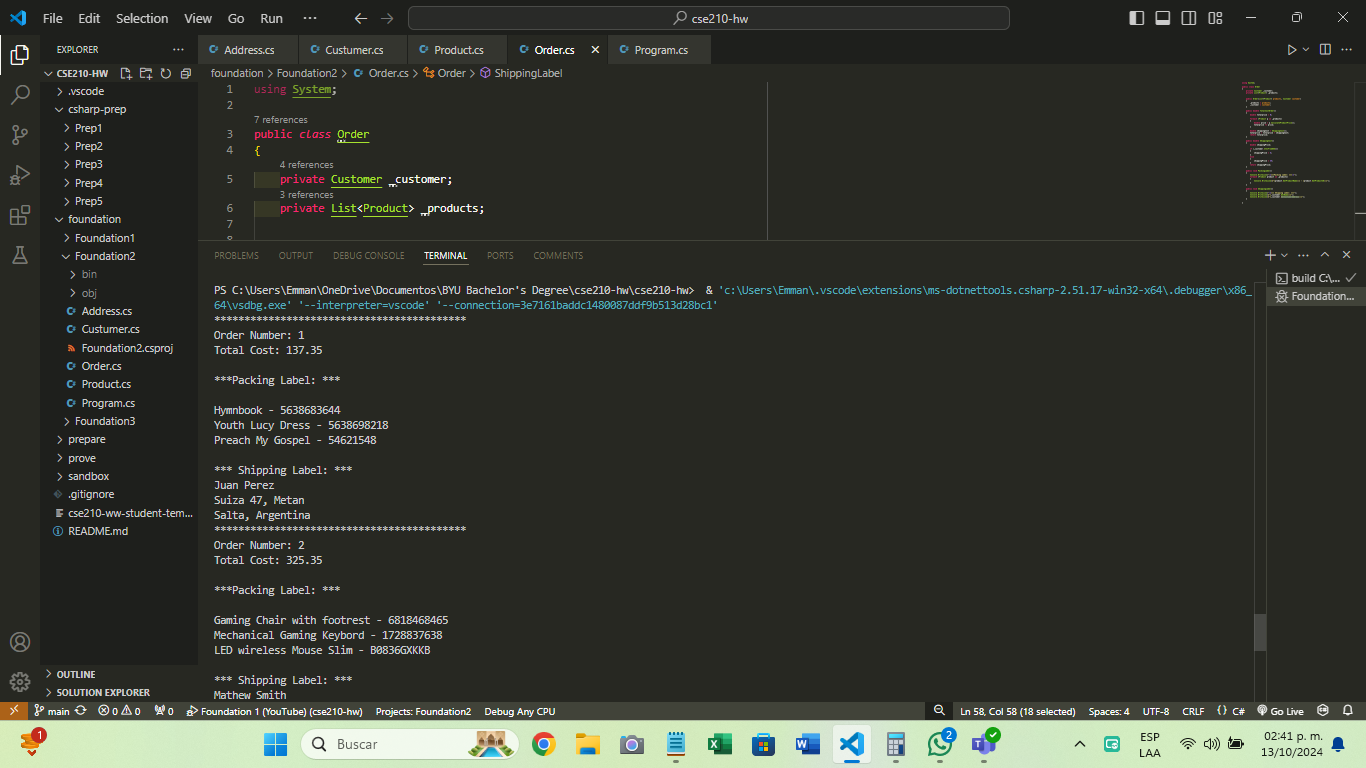 File Edit Selection View Go Run ··· cse210-hw
EXPLORER ···
Address.cs Custumer.cs Product.cs Order.cs Program.cs
CSE210-HW
foundation > Foundation2 > Order.cs > Order > ShippingLabel
.vscode
csharp-prep
Prep1
Prep2
Prep3
Prep4
Prep5
foundation
Foundation1
Foundation2
bin
obj
Address.cs
Custumer.cs
Foundation2.csproj
Order.cs
Product.cs
Program.cs
Foundation3
prepare
prove
sandbox
.gitignore
cse210-ww-student-tem...
README.md
OUTLINE
SOLUTION EXPLORER
1 using System;
2
7 references
3 public class Order
4 {
4 references
5 private Customer _customer;
3 references
6 private List<Product> _products;
7
8
PROBLEMS OUTPUT DEBUG CONSOLE TERMINAL PORTS COMMENTS
build C:\...
Foundation...
PS C:\Users\Emman\OneDrive\Documentos\BYU Bachelor's Degree\cse210-hw\cse210-hw> & 'c:\Users\Emman\.vscode\extensions\ms-dotnettools.csharp-2.51.17-win32-x64\.debugger\x86_
64\vsdbg.exe' '--interpreter=vscode' '--connection=3e7161baddc1480087ddf9b513d28bc1'
******************************************
Order Number: 1
Total Cost: 137.35
***Packing Label: ***
Hymnbook - 5638683644
Youth Lucy Dress - 5638698218
Preach My Gospel - 54621548
*** Shipping Label: ***
Juan Perez
Suiza 47, Metan
Salta, Argentina
******************************************
Order Number: 2
Total Cost: 325.35
***Packing Label: ***
Gaming Chair with footrest - 6818468465
Mechanical Gaming Keybord - 1728837638
LED wireless Mouse Slim - B0836GXKKB
*** Shipping Label: ***
Mathew Smith
main 0 0 0 Foundation 1 (YouTube) (cse210-hw) Projects: Foundation2 Debug Any CPU Ln 58, Col 58 (18 selected) Spaces: 4 UTF-8 CRLF {} C# Go Live
1 Buscar 2 ESP
LAA
02:41 p. m.
13/10/2024